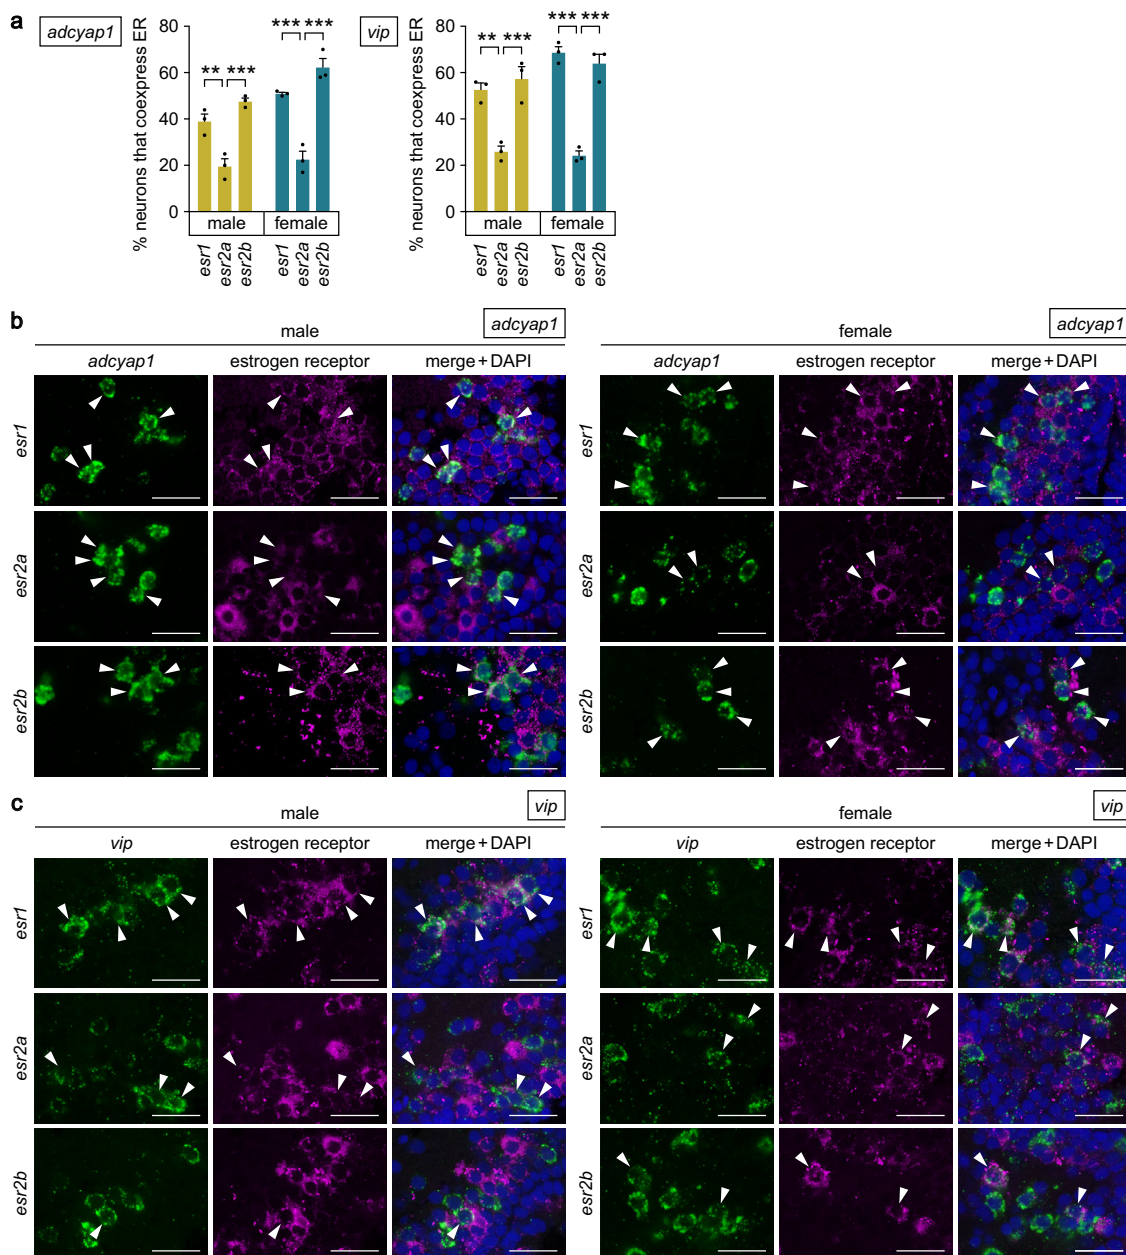 a
adcyap1
% neurons that coexpress ER
80
60
40
20
0
** *** *** ***
male female
esr1 esr2a esr2b esr1 esr2a esr2b
vip
% neurons that coexpress ER
80
60
40
20
0
** *** *** ***
male female
esr1 esr2a esr2b esr1 esr2a esr2b
b
male adcyap1
adcyap1 estrogen receptor merge + DAPI
female adcyap1
adcyap1 estrogen receptor merge + DAPI
esr1
esr2a
esr2b
esr1
esr2a
esr2b
c
male vip
vip estrogen receptor merge + DAPI
female vip
vip estrogen receptor merge + DAPI
esr1
esr2a
esr2b
esr1
esr2a
esr2b